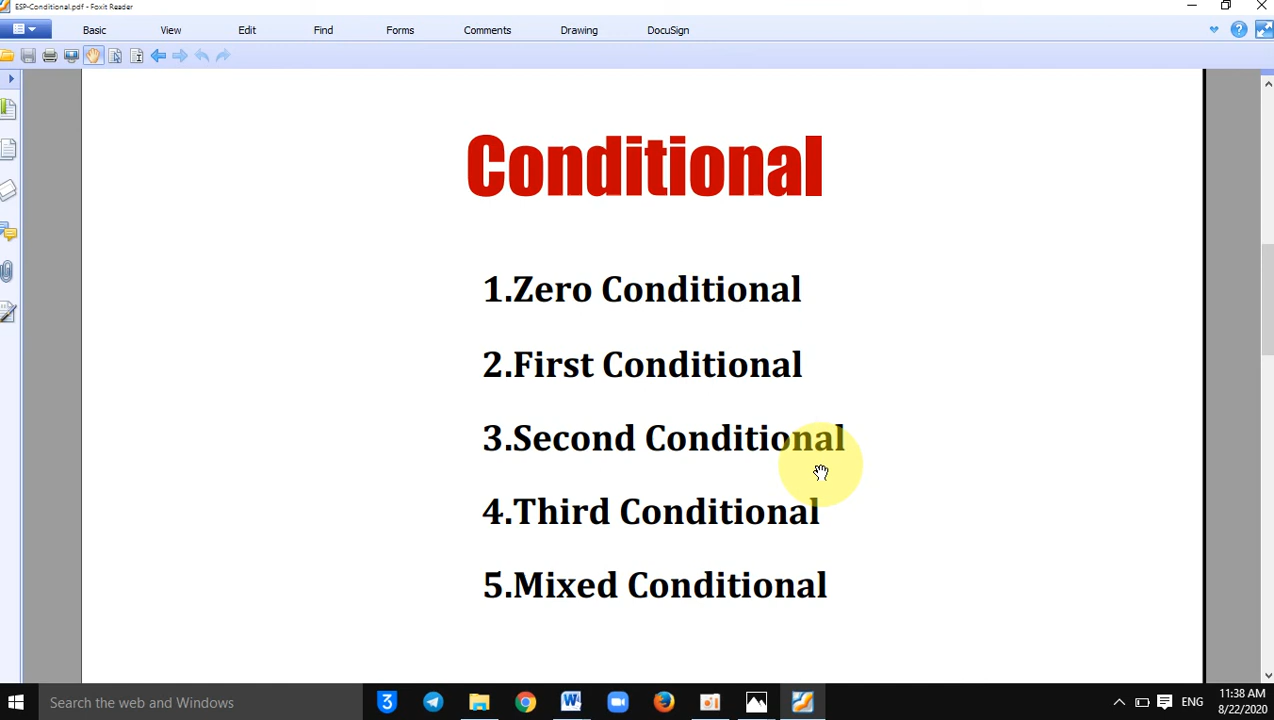 ESP-Conditional.pdf - Foxit Reader
Basic View Edit Find Forms Comments Drawing DocuSign
Conditional
1.Zero Conditional
2.First Conditional
3.Second Conditional
4.Third Conditional
5.Mixed Conditional
Search the web and Windows
3
W
ENG
11:38 AM
8/22/2020